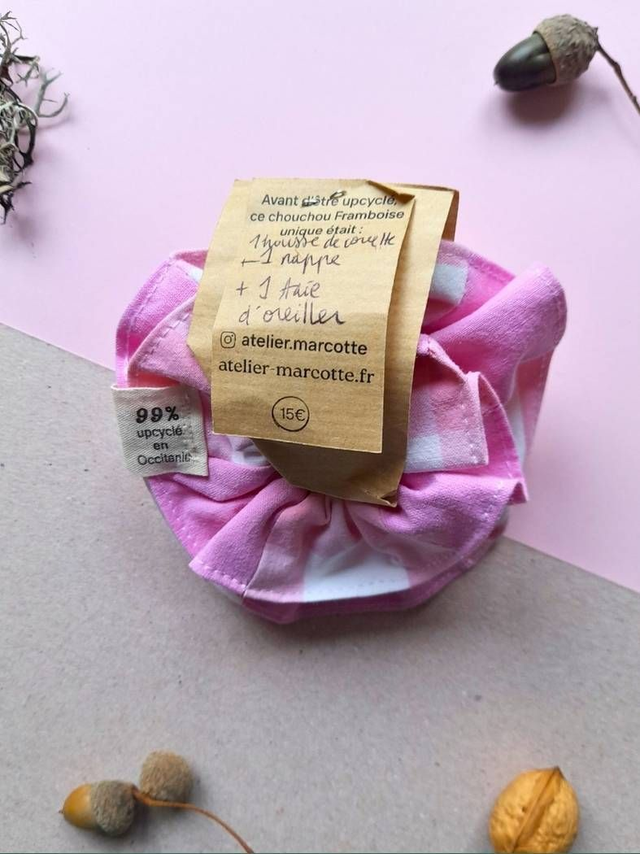 Avant d'être upcyclé,
ce chouchou Framboise
unique était :
1 housse de couette
+ 1 nappe
+ 1 taie
d'oreiller
atelier.marcotte
atelier-marcotte.fr
15€
99%
upcyclé
en
Occitanie